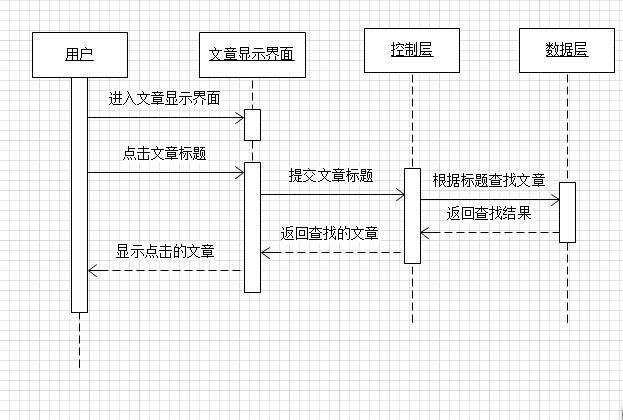 用户
文章显示界面
控制层
数据层
进入文章显示界面
点击文章标题
提交文章标题
根据标题查找文章
返回查找结果
返回查找的文章
显示点击的文章